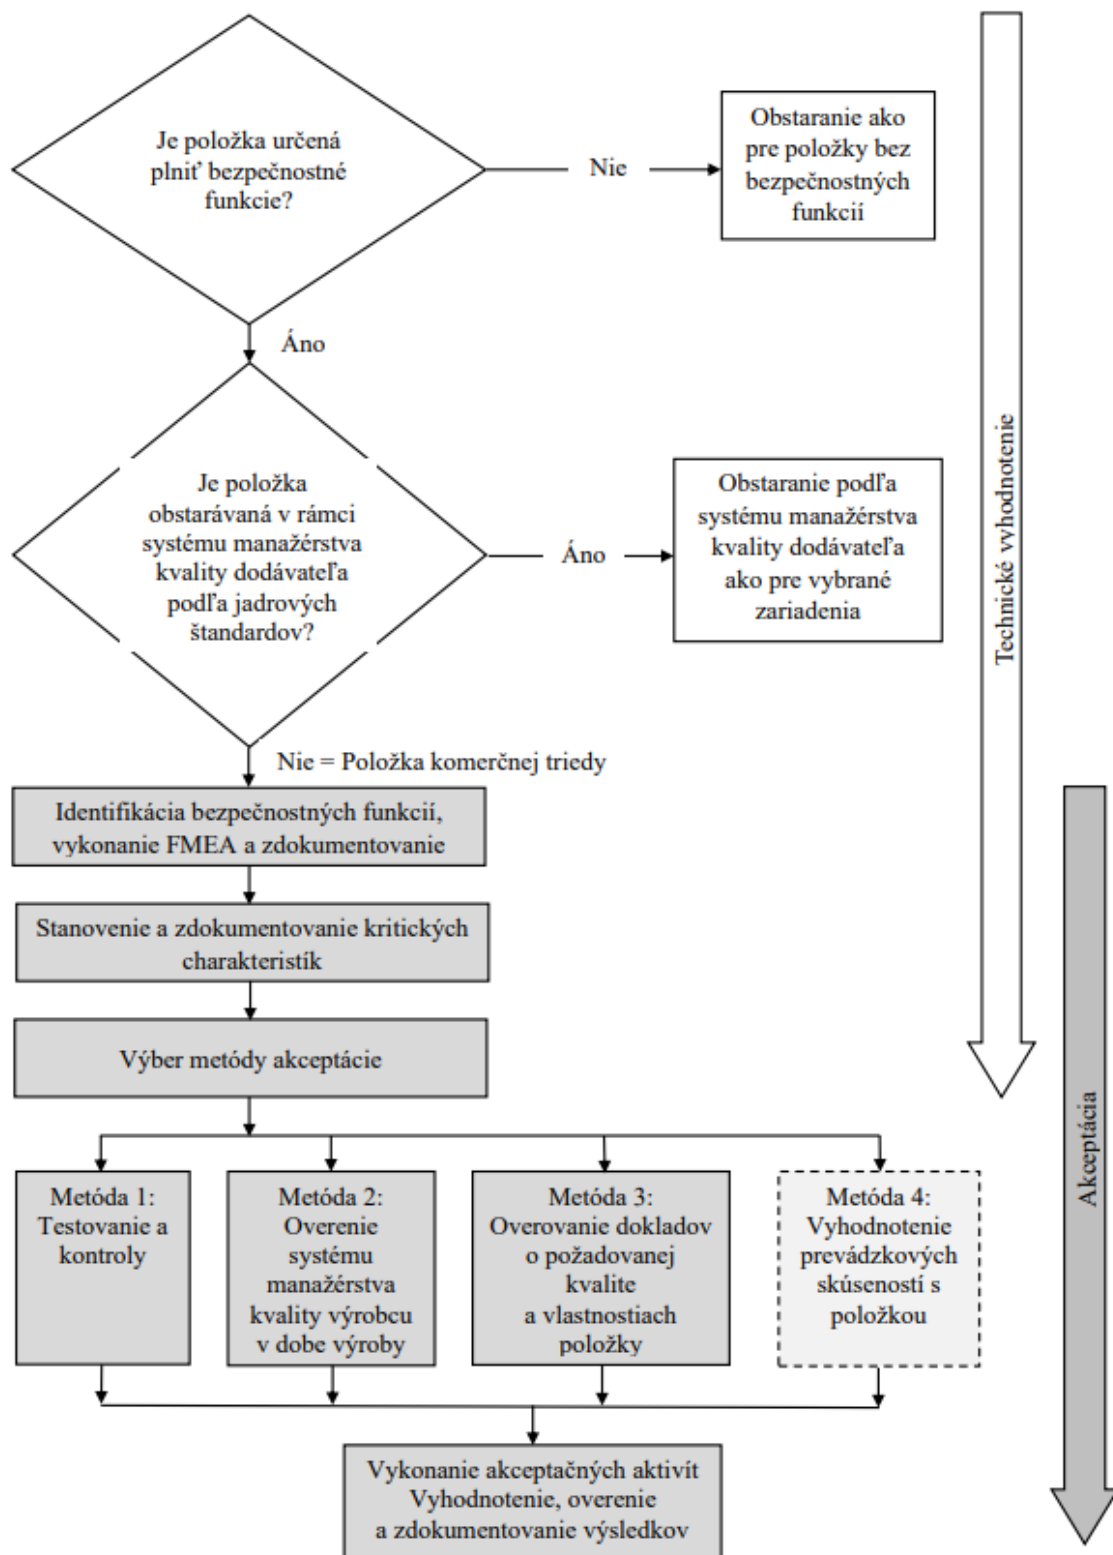 Je položka určená
plniť bezpečnostné
funkcie?
Nie
Obstaranie ako
pre položky bez
bezpečnostných
funkcií
Áno
Je položka
obstarávaná v rámci
systému manažérstva
kvality dodávateľa
podľa jadrových
štandardov?
Áno
Obstaranie podľa
systému manažérstva
kvality dodávateľa
ako pre vybrané
zariadenia
Technické vyhodnotenie
Nie = Položka komerčnej triedy
Identifikácia bezpečnostných funkcií,
vykonanie FMEA a zdokumentovanie
Stanovenie a zdokumentovanie kritických
charakteristík
Výber metódy akceptácie
Akceptácia
Metóda 1:
Testovanie a
kontroly
Metóda 2:
Overenie
systému
manažérstva
kvality výrobcu
v dobe výroby
Metóda 3:
Overovanie dokladov
o požadovanej
kvalite
a vlastnostiach
položky
Metóda 4:
Vyhodnotenie
prevádzkových
skúseností s
položkou
Vykonanie akceptačných aktivít
Vyhodnotenie, overenie
a zdokumentovanie výsledkov